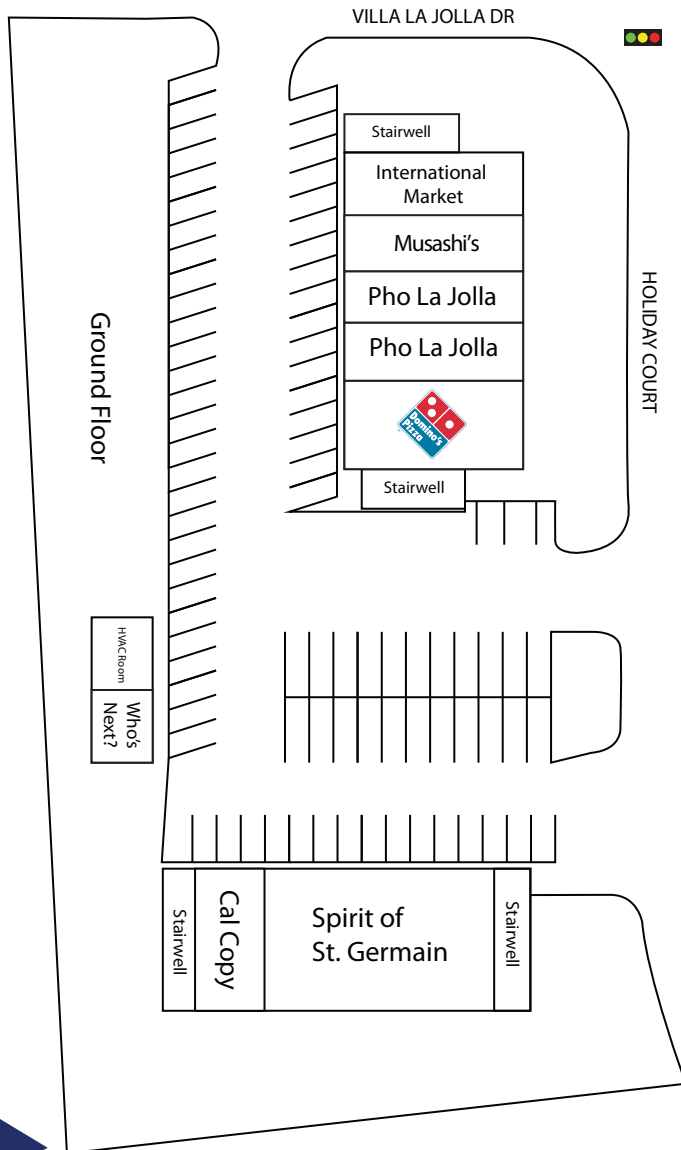 VILLA LA JOLLA DR
Stairwell
International
Market
Musashi's
Pho La Jolla
Pho La Jolla
Domino's
Pizza
Stairwell
HOLIDAY COURT
Ground Floor
HVAC Room
Who's
Next?
Stairwell
Cal Copy
Spirit of
St. Germain
Stairwell